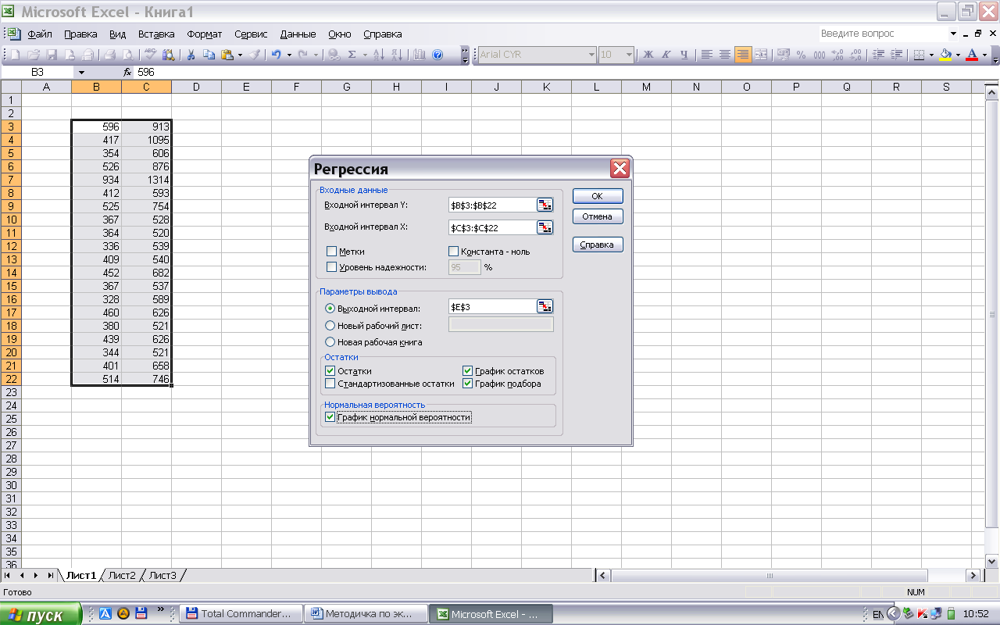 Microsoft Excel - Книга1
Файл Правка Вид Вставка Формат Сервис Данные Окно Справка Введите вопрос
Arial CYR 10 Ж К Ч % 000
B3 fx 596
A B C D E F G H I J K L M N O P Q R S
1
2
3 596 913
4 417 1095
5 354 606
6 526 876
7 934 1314
8 412 593
9 525 754
10 367 528
11 364 520
12 336 539
13 409 540
14 452 682
15 367 537
16 328 589
17 460 626
18 380 521
19 439 626
20 344 521
21 401 658
22 514 746
23
24
25
26
27
28
29
30
31
32
33
34
35
36
Регрессия
Входные данные
Входной интервал Y: $B$3:$B$22
Входной интервал X: $C$3:$C$22
Метки Константа - ноль
Уровень надежности: 95 %
OK
Отмена
Справка
Параметры вывода
Выходной интервал: $E$3
Новый рабочий лист:
Новая рабочая книга
Остатки
Остатки График остатков
Стандартизованные остатки График подбора
Нормальная вероятность
График нормальной вероятности
Лист1 Лист2 Лист3
Готово NUM
пуск Total Commander... Методичка по эк... Microsoft Excel - ... EN 10:52